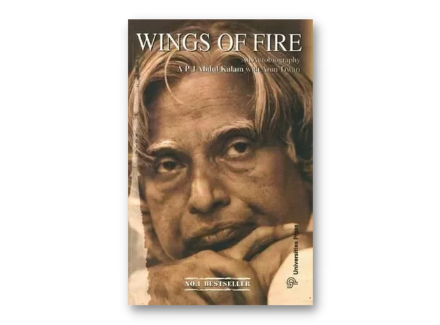 WINGS OF FIRE
An Autobiography
A P J Abdul Kalam with Arun Tiwari
Universities Press
NO.1 BESTSELLER